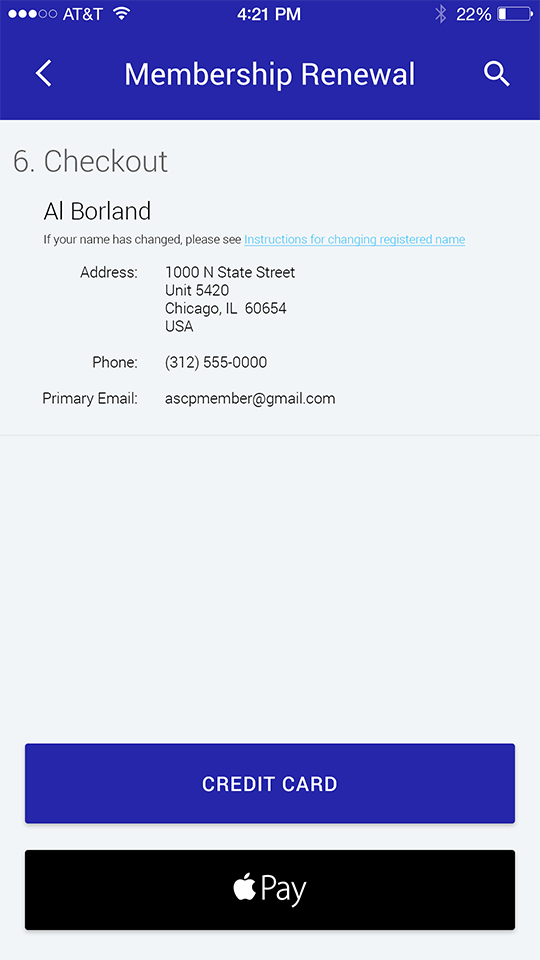 AT&T 4:21 PM 22%
Membership Renewal
6. Checkout
Al Borland
If your name has changed, please see Instructions for changing registered name
Address: 1000 N State Street
Unit 5420
Chicago, IL 60654
USA
Phone: (312) 555-0000
Primary Email: ascpmember@gmail.com
CREDIT CARD
Pay